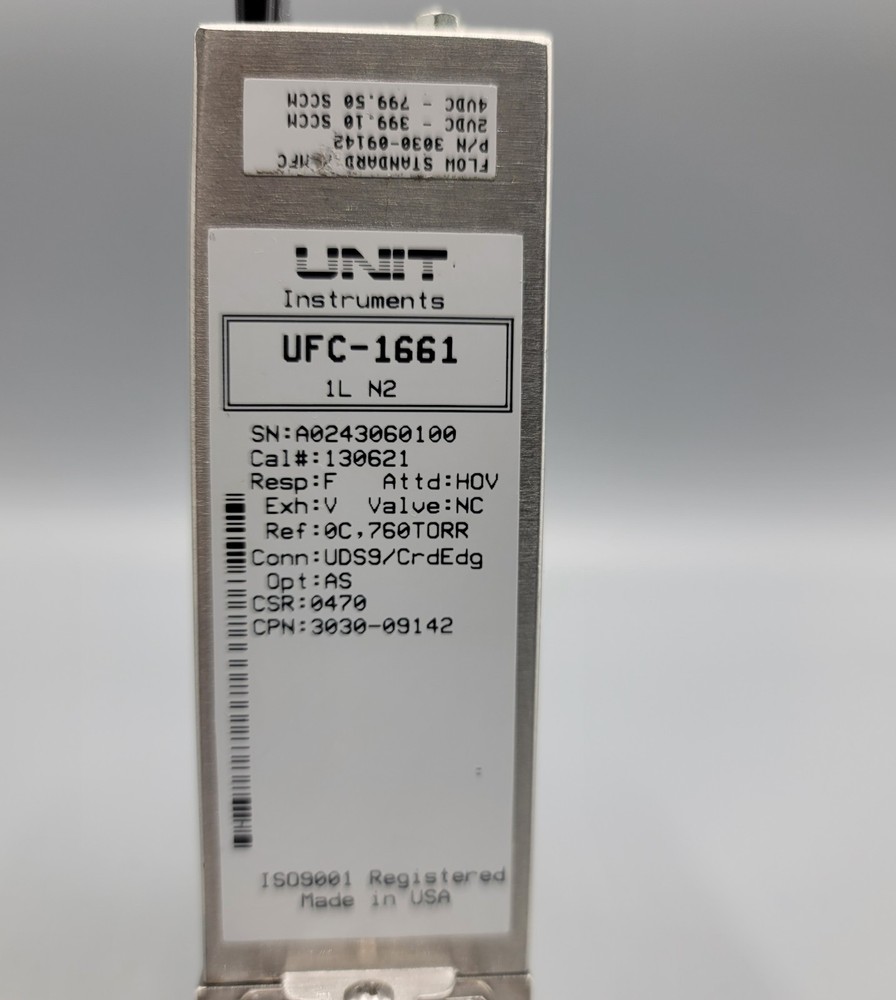 FLOW STANDARD MFC
P/N 3030-09142
2VDC - 399.10 SCCM
4VDC - 799.50 SCCM
UNIT
Instruments
UFC-1661
1L N2
SN:A0243060100
Cal#:130621
Resp:F Attd:HOV
Exh:V Valve:NC
Ref:0C,760TORR
Conn:UDS9/CrdEdg
Opt:AS
CSR:0470
CPN:3030-09142
ISO9001 Registered
Made in USA